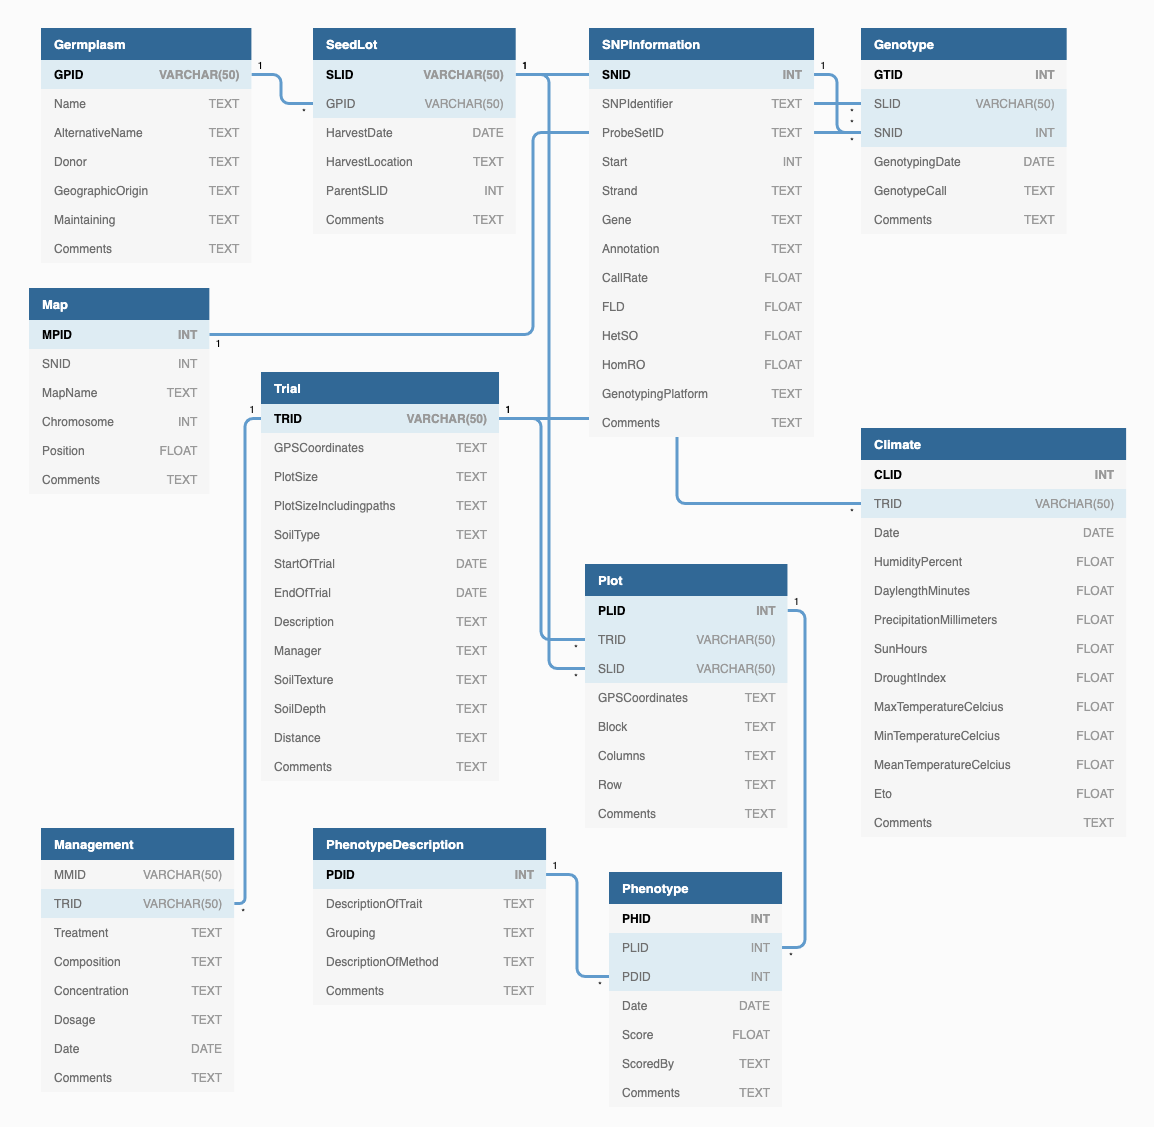 Germplasm
GPID VARCHAR(50)
Name TEXT
AlternativeName TEXT
Donor TEXT
GeographicOrigin TEXT
Maintaining TEXT
Comments TEXT
1
*
SeedLot
SLID VARCHAR(50)
GPID VARCHAR(50)
HarvestDate DATE
HarvestLocation TEXT
ParentSLID INT
Comments TEXT
1
SNPInformation
SNID INT
SNPIdentifier TEXT
ProbeSetID TEXT
Start INT
Strand TEXT
Gene TEXT
Annotation TEXT
CallRate FLOAT
FLD FLOAT
HetSO FLOAT
HomRO FLOAT
GenotypingPlatform TEXT
Comments TEXT
1
*
*
*
Genotype
GTID INT
SLID VARCHAR(50)
SNID INT
GenotypingDate DATE
GenotypeCall TEXT
Comments TEXT
Map
MPID INT
SNID INT
MapName TEXT
Chromosome INT
Position FLOAT
Comments TEXT
1
1
Trial
TRID VARCHAR(50)
GPSCoordinates TEXT
PlotSize TEXT
PlotSizeIncludingpaths TEXT
SoilType TEXT
StartOfTrial DATE
EndOfTrial DATE
Description TEXT
Manager TEXT
SoilTexture TEXT
SoilDepth TEXT
Distance TEXT
Comments TEXT
1
*
Climate
CLID INT
TRID VARCHAR(50)
Date DATE
HumidityPercent FLOAT
DaylengthMinutes FLOAT
PrecipitationMillimeters FLOAT
SunHours FLOAT
DroughtIndex FLOAT
MaxTemperatureCelcius FLOAT
MinTemperatureCelcius FLOAT
MeanTemperatureCelcius FLOAT
Eto FLOAT
Comments TEXT
*
*
Plot
PLID INT
TRID VARCHAR(50)
SLID VARCHAR(50)
GPSCoordinates TEXT
Block TEXT
Columns TEXT
Row TEXT
Comments TEXT
1
Management
MMID VARCHAR(50)
TRID VARCHAR(50)
Treatment TEXT
Composition TEXT
Concentration TEXT
Dosage TEXT
Date DATE
Comments TEXT
*
PhenotypeDescription
PDID INT
DescriptionOfTrait TEXT
Grouping TEXT
DescriptionOfMethod TEXT
Comments TEXT
1
*
Phenotype
PHID INT
PLID INT
PDID INT
Date DATE
Score FLOAT
ScoredBy TEXT
Comments TEXT
*